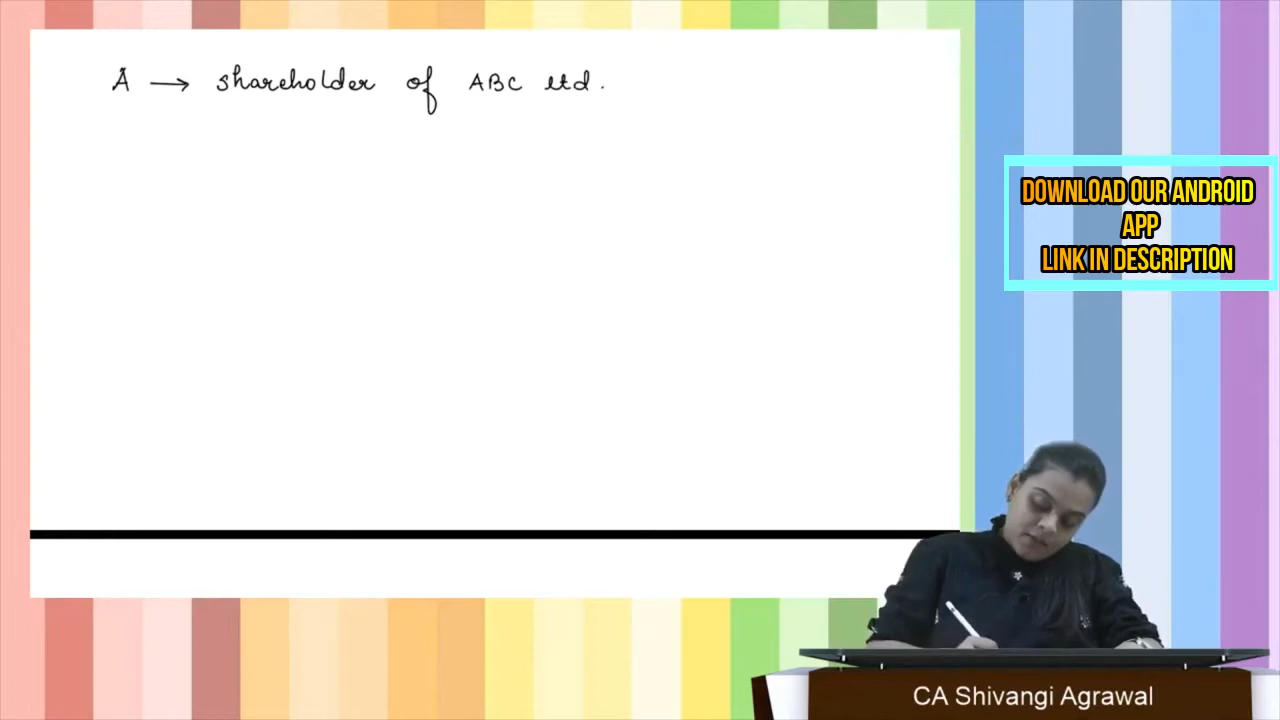 A → shareholder of ABC ltd.
DOWNLOAD OUR ANDROID
APP
LINK IN DESCRIPTION
CA Shivangi Agrawal